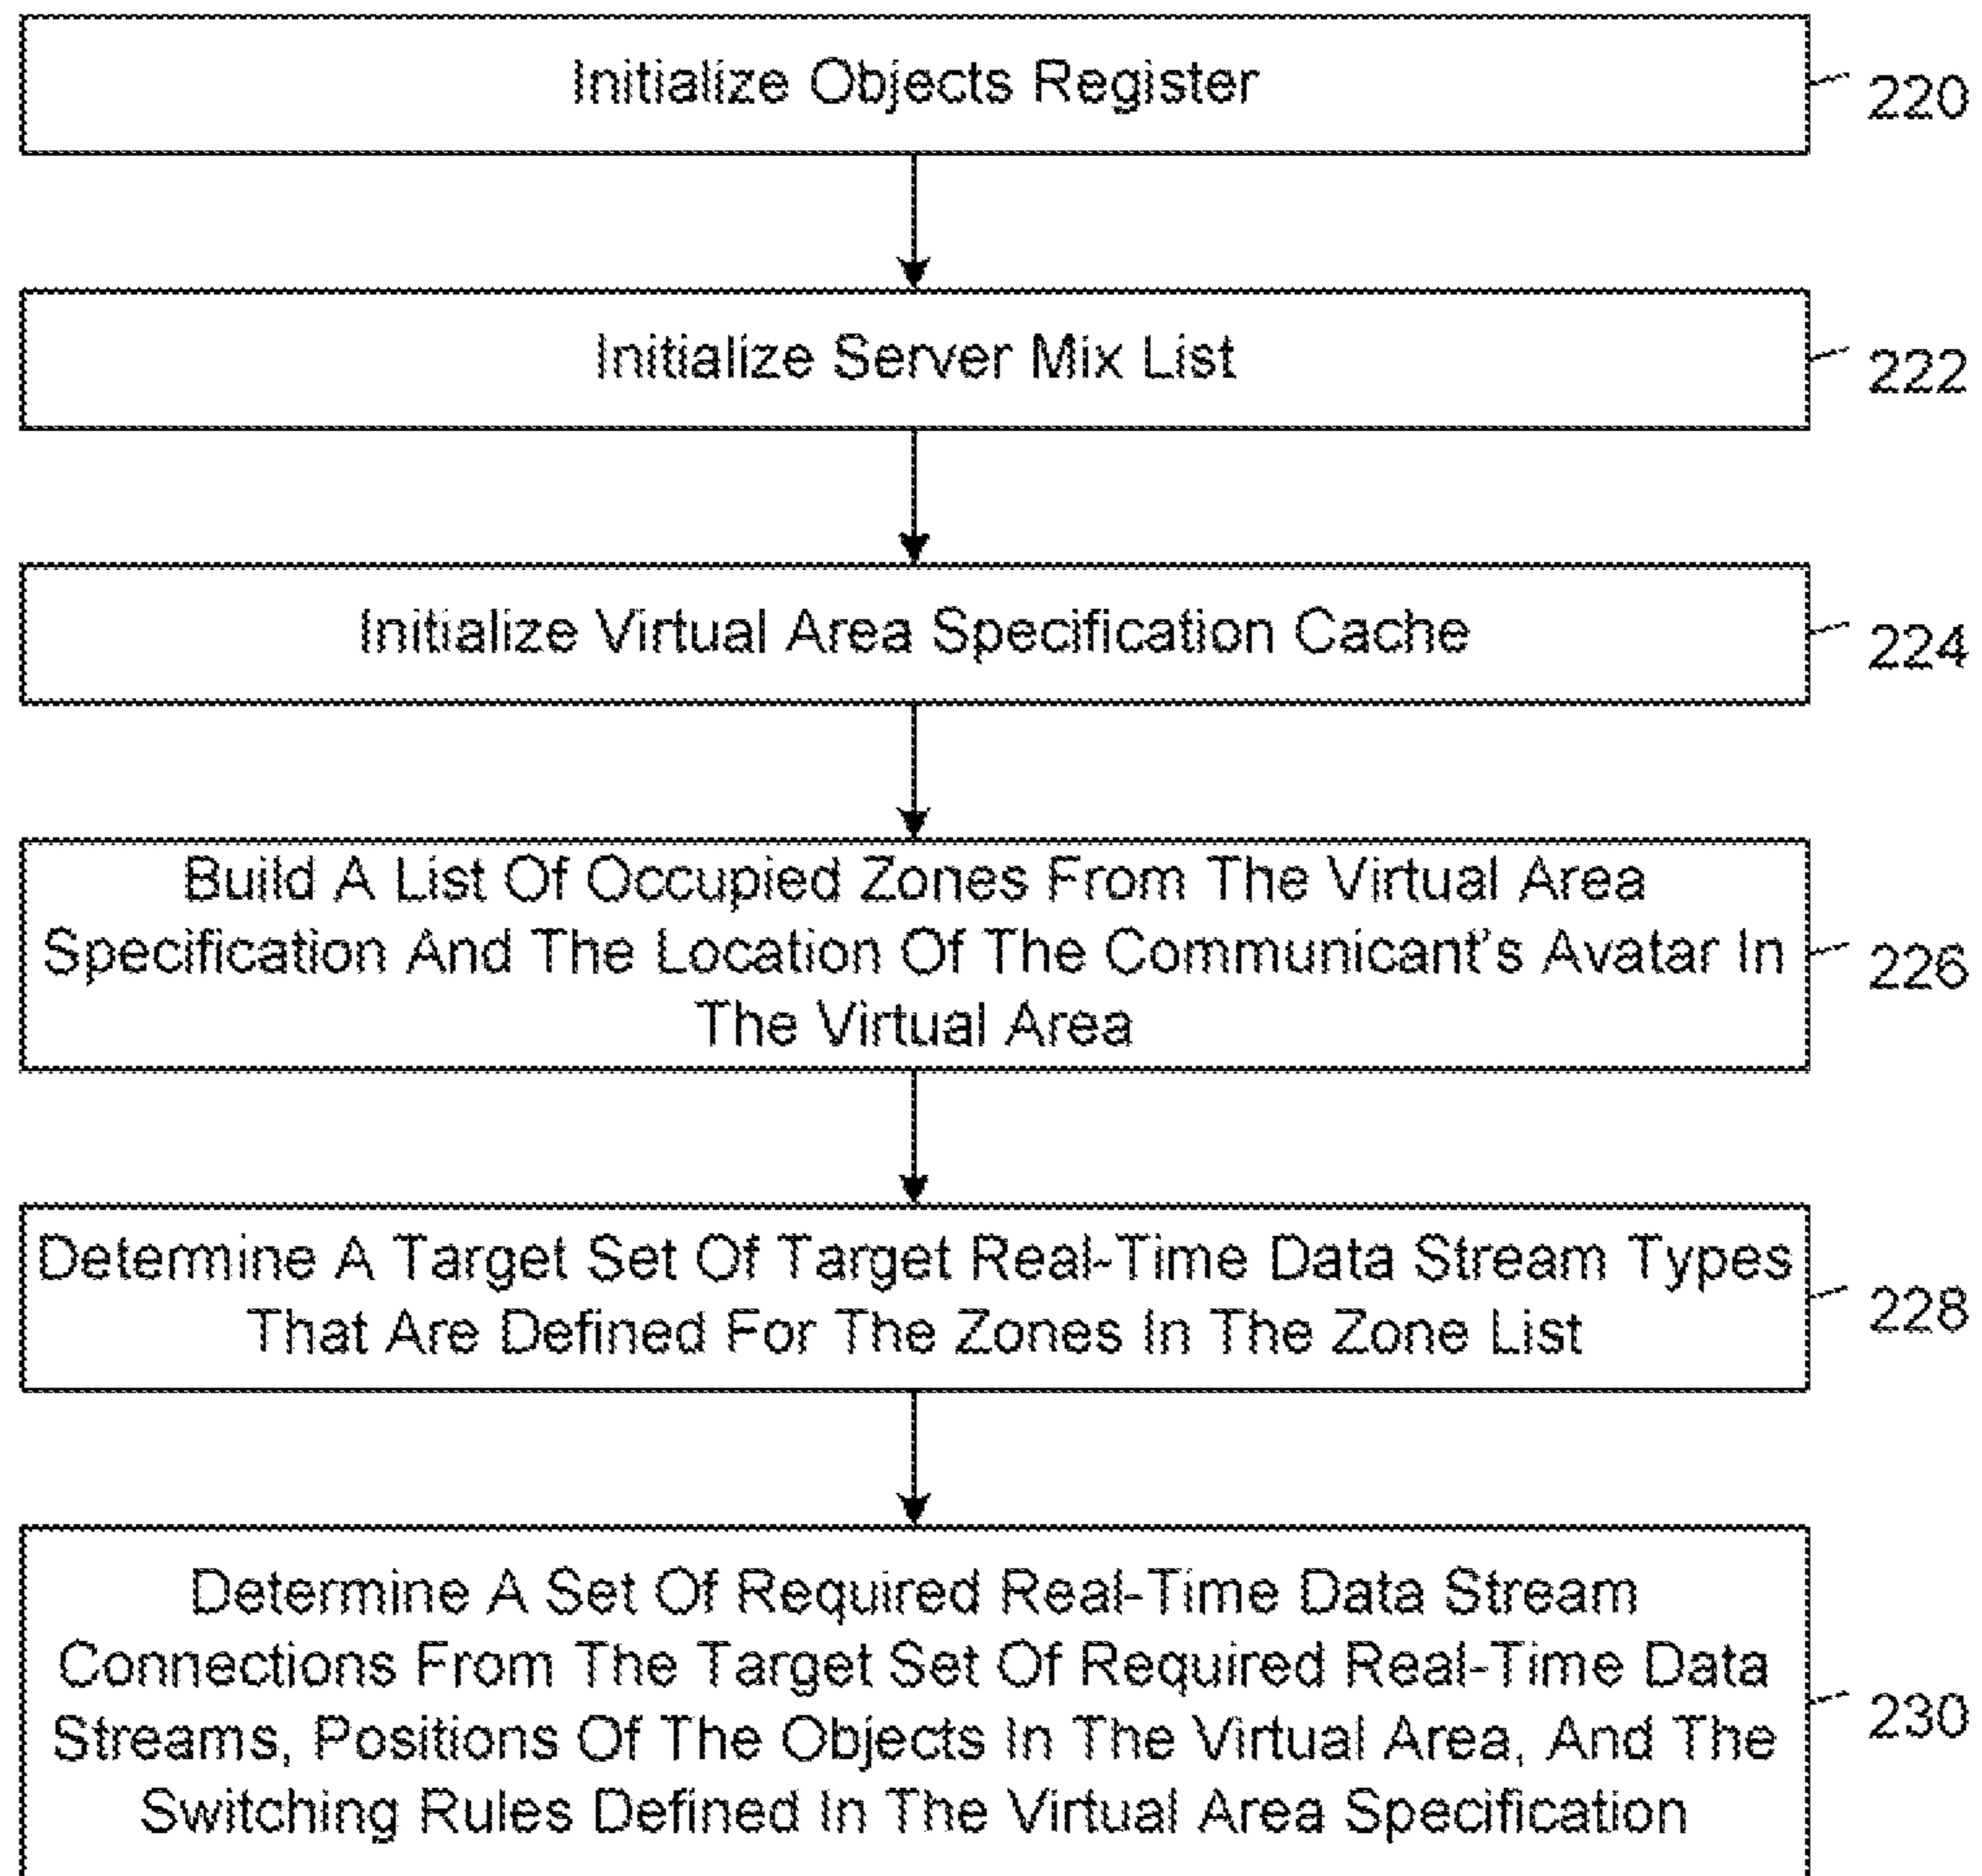 Initialize Objects Register
220
Initialize Server Mix List
222
Initialize Virtual Area Specification Cache
224
Build A List Of Occupied Zones From The Virtual Area
Specification And The Location Of The Communicant's Avatar In
The Virtual Area
226
Determine A Target Set Of Target Real-Time Data Stream Types
That Are Defined For The Zones In The Zone List
228
Determine A Set Of Required Real-Time Data Stream
Connections From The Target Set Of Required Real-Time Data
Streams, Positions Of The Objects In The Virtual Area, And The
Switching Rules Defined In The Virtual Area Specification
230